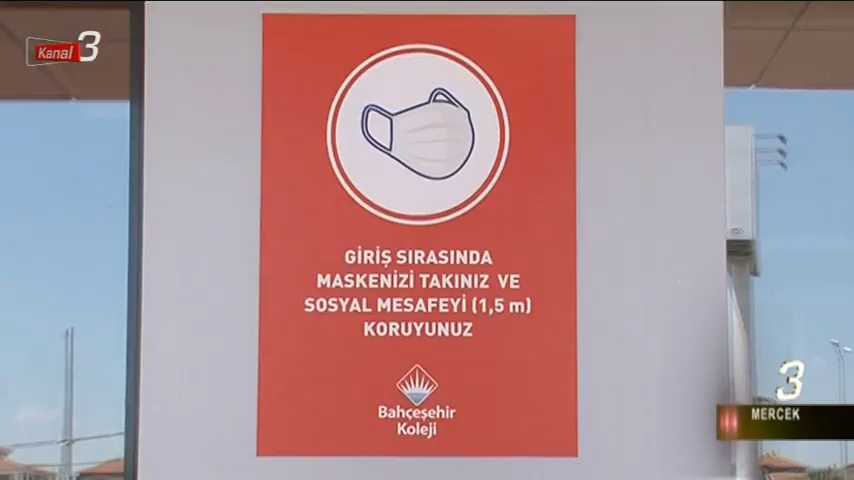 Kanal 3
GİRİŞ SIRASINDA
MASKENİZİ TAKINIZ VE
SOSYAL MESAFEYİ (1,5 m)
KORUYUNUZ
Bahçeşehir
Koleji
3
MERCEK